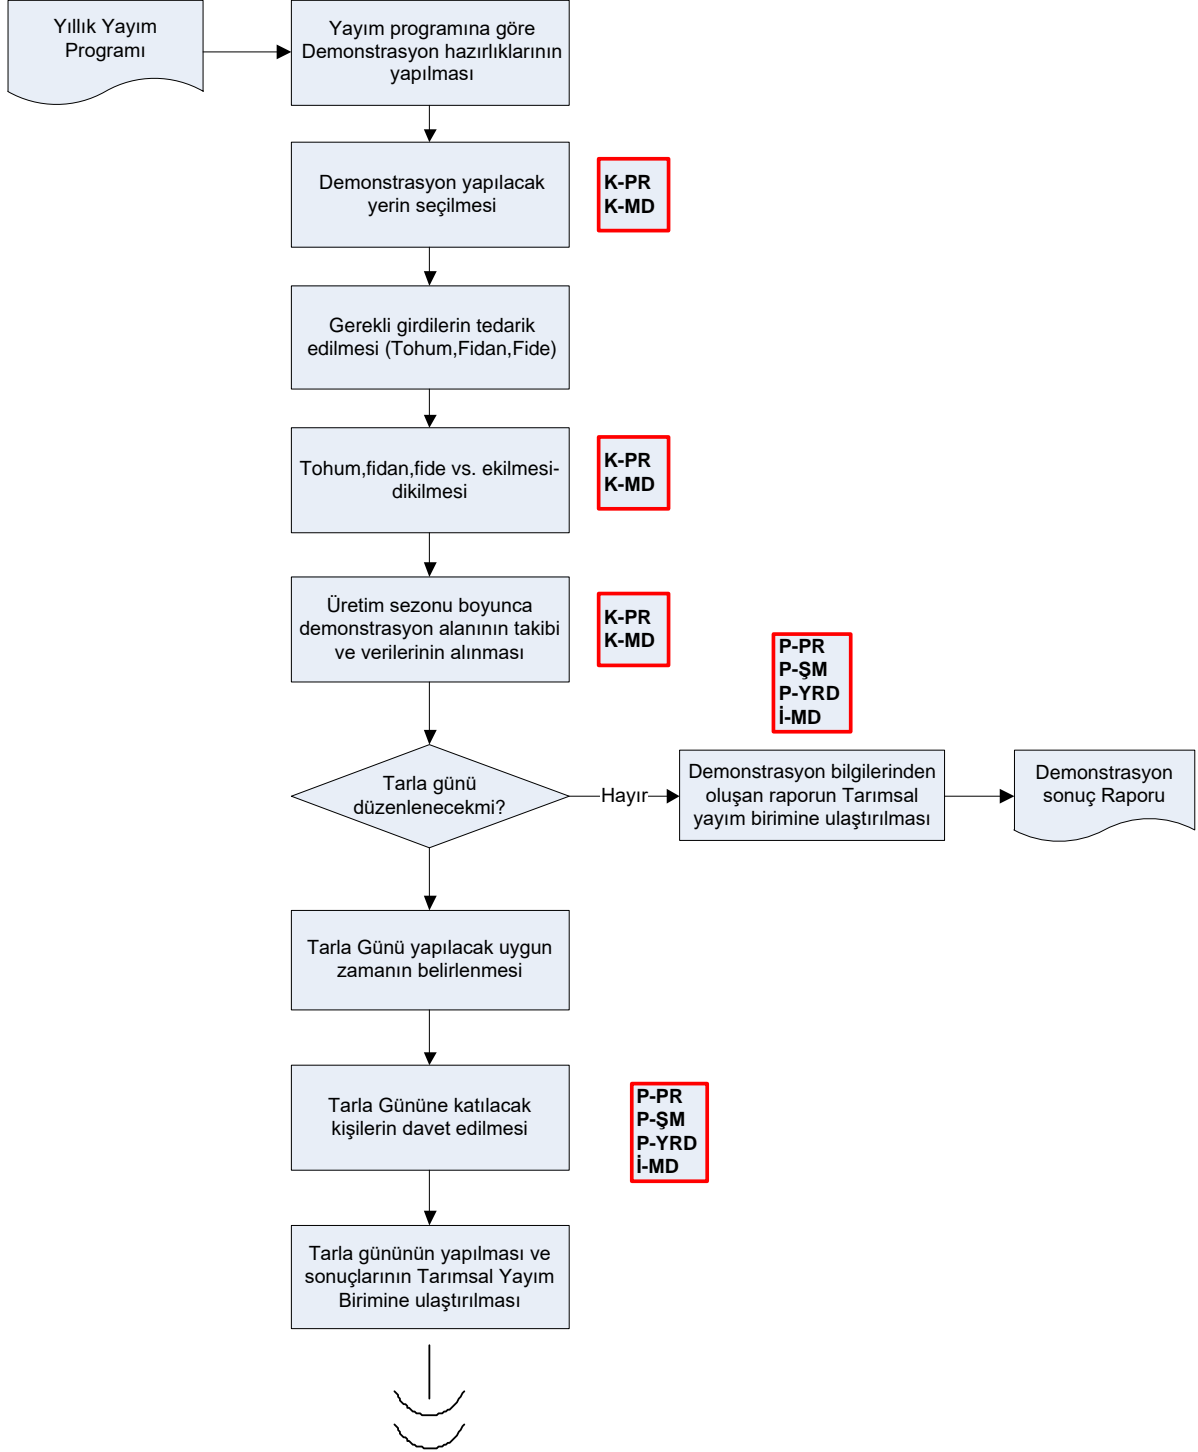 Yıllık Yayım
Programı
Yayım programına göre
Demonstrasyon hazırlıklarının
yapılması
Demonstrasyon yapılacak
yerin seçilmesi
K-PR
K-MD
Gerekli girdilerin tedarik
edilmesi (Tohum,Fidan,Fide)
Tohum,fidan,fide vs. ekilmesi-
dikilmesi
K-PR
K-MD
Üretim sezonu boyunca
demonstrasyon alanının takibi
ve verilerinin alınması
K-PR
K-MD
P-PR
P-ŞM
P-YRD
İ-MD
Tarla günü
düzenlenecekmi?
Hayır
Demonstrasyon bilgilerinden
oluşan raporun Tarımsal
yayım birimine ulaştırılması
Demonstrasyon
sonuç Raporu
Tarla Günü yapılacak uygun
zamanın belirlenmesi
Tarla Gününe katılacak
kişilerin davet edilmesi
P-PR
P-ŞM
P-YRD
İ-MD
Tarla gününün yapılması ve
sonuçlarının Tarımsal Yayım
Birimine ulaştırılması